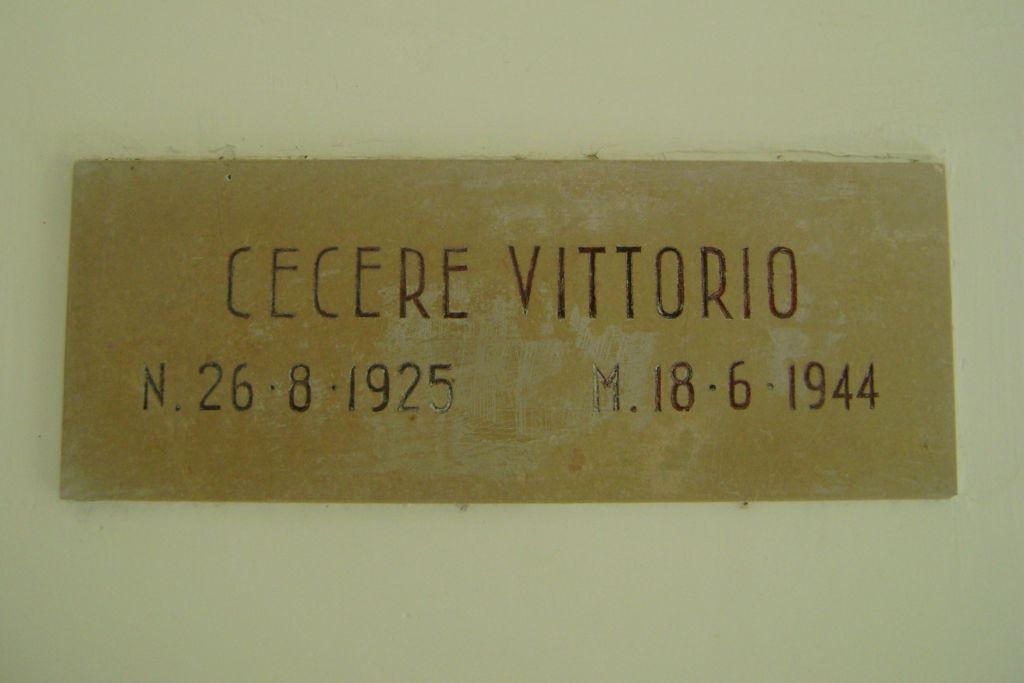 CECERE VITTORIO
N. 26·8·1925 M. 18·6·1944